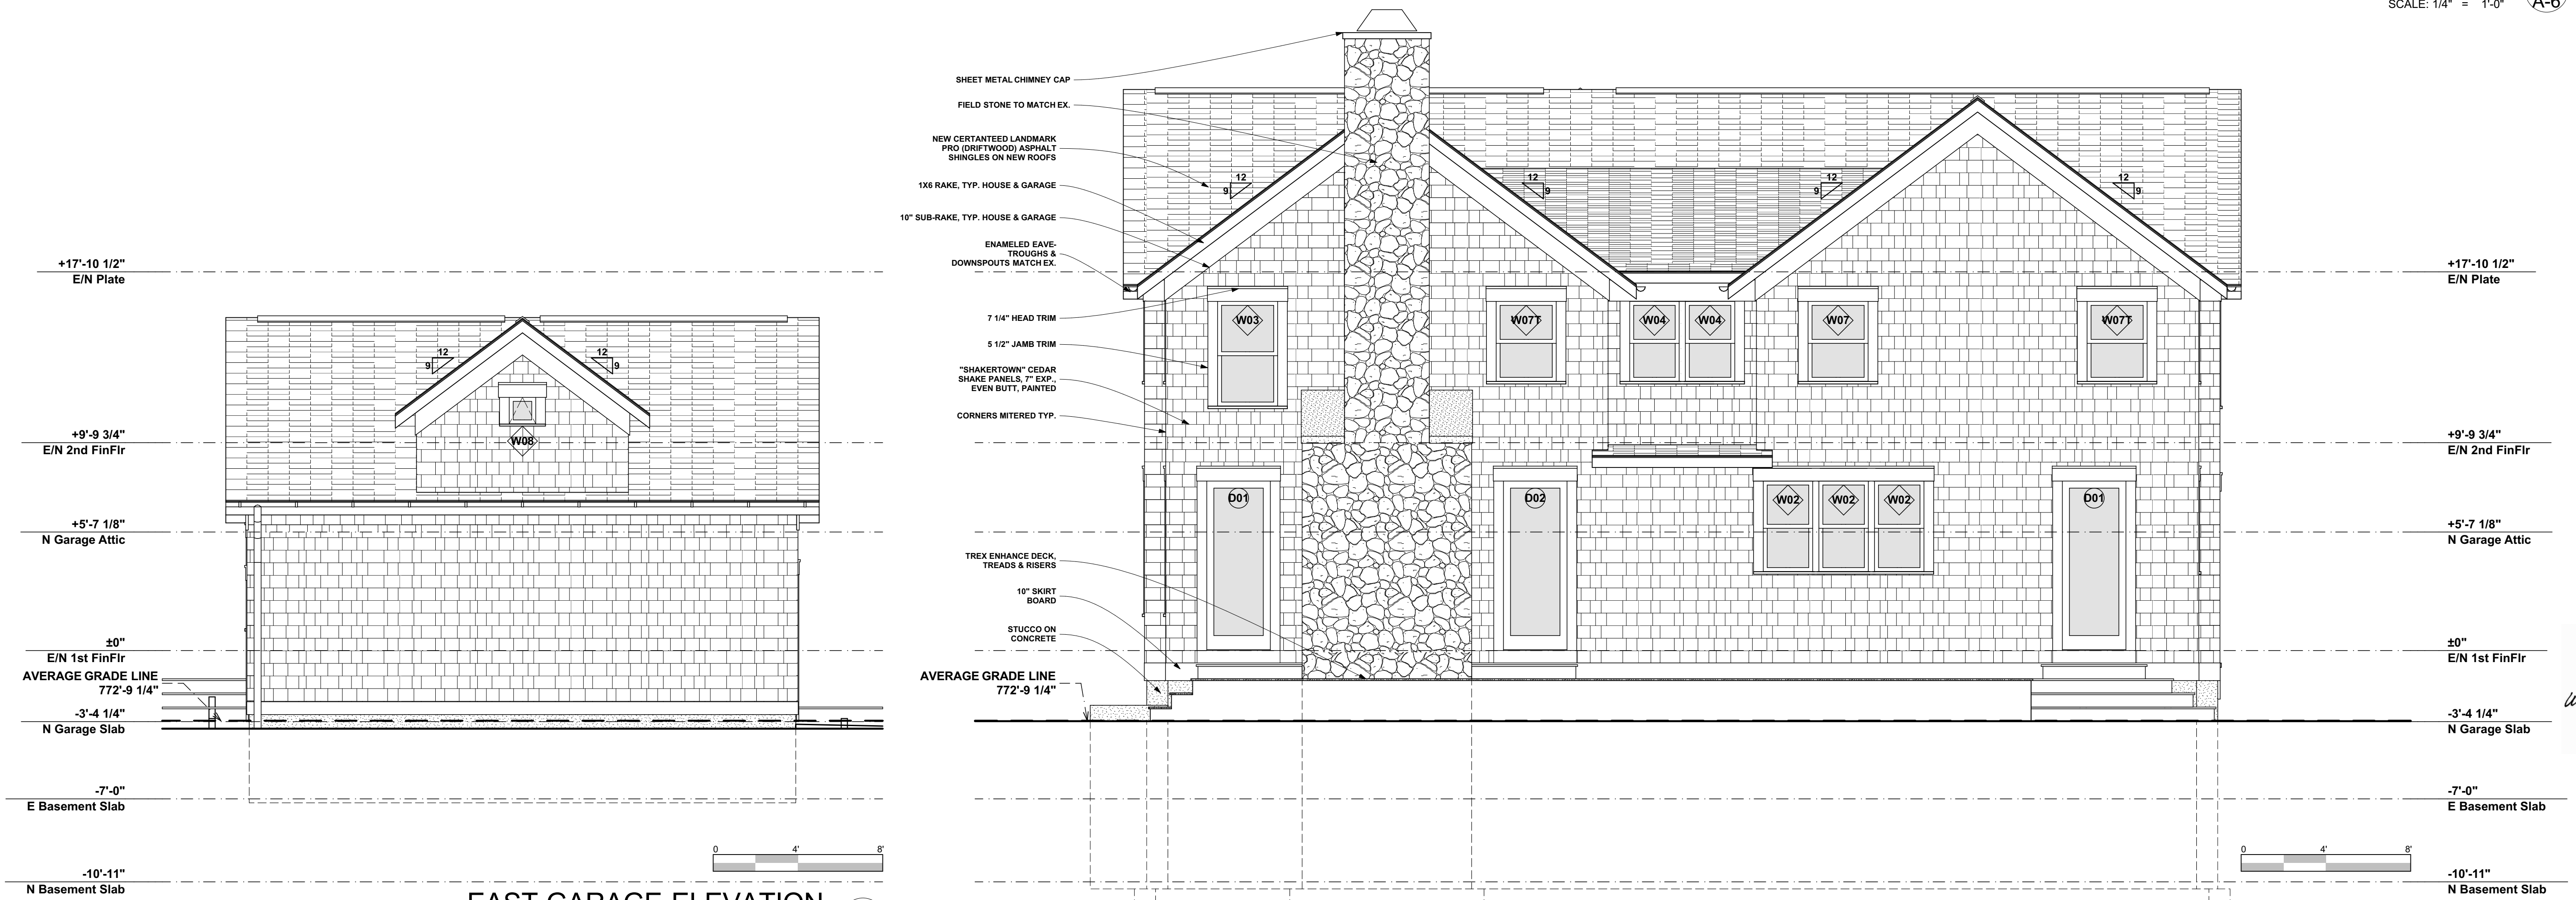 SCALE: 1/4" = 1'-0"
A-6
SHEET METAL CHIMNEY CAP
FIELD STONE TO MATCH EX.
NEW CERTANTEED LANDMARK
PRO (DRIFTWOOD) ASPHALT
SHINGLES ON NEW ROOFS
1X6 RAKE, TYP. HOUSE & GARAGE
10" SUB-RAKE, TYP. HOUSE & GARAGE
ENAMELED EAVE-
TROUGHS &
DOWNSPOUTS MATCH EX.
7 1/4" HEAD TRIM
5 1/2" JAMB TRIM
"SHAKERTOWN" CEDAR
SHAKE PANELS, 7" EXP.,
EVEN BUTT, PAINTED
CORNERS MITERED TYP.
TREX ENHANCE DECK,
TREADS & RISERS
10" SKIRT
BOARD
STUCCO ON
CONCRETE
AVERAGE GRADE LINE
772'-9 1/4"
+17'-10 1/2"
E/N Plate
+9'-9 3/4"
E/N 2nd FinFlr
+5'-7 1/8"
N Garage Attic
±0"
E/N 1st FinFlr
AVERAGE GRADE LINE
772'-9 1/4"
-3'-4 1/4"
N Garage Slab
-7'-0"
E Basement Slab
-10'-11"
N Basement Slab
12
9
12
9
W08
0 4' 8'
EAST GARAGE ELEVATION
12
9
12
9
12
9
12
9
W03
W07T
W04
W04
W07
W07T
D01
D02
W02
W02
W02
D01
+17'-10 1/2"
E/N Plate
+9'-9 3/4"
E/N 2nd FinFlr
+5'-7 1/8"
N Garage Attic
±0"
E/N 1st FinFlr
-3'-4 1/4"
N Garage Slab
-7'-0"
E Basement Slab
0 4' 8'
-10'-11"
N Basement Slab